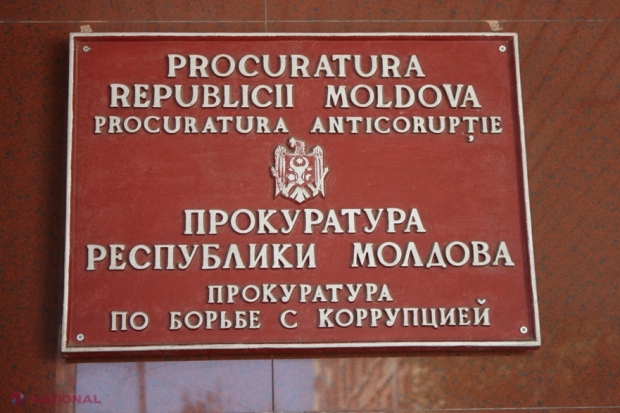 PROCURATURA
REPUBLICII MOLDOVA
PROCURATURA ANTICORUPȚIE
ПРОКУРАТУРА
РЕСПУБЛИКИ МОЛДОВА
ПРОКУРАТУРА
ПО БОРЬБЕ С КОРРУПЦИЕЙ